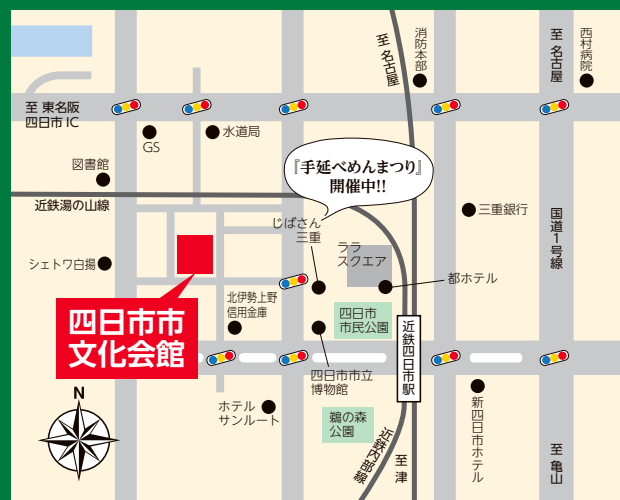 至 名古屋
消防本部
至 名古屋
西村病院
至 東名阪
四日市 IC
GS
水道局
図書館
『手延べめんまつり』
開催中!!
近鉄湯の山線
じばさん
三重
三重銀行
国道1号線
ララ
スクエア
シェトワ白揚
都ホテル
北伊勢上野
信用金庫
四日市
市民公園
四日市市
文化会館
近鉄四日市駅
四日市市立
博物館
N
ホテル
サンルート
鵜の森
公園
近鉄内部線
至 津
新四日市ホテル
至 亀山